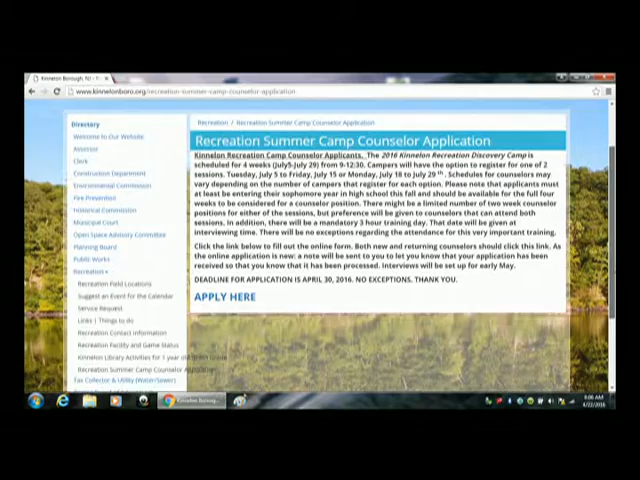 Kinnelon Borough, NJ
www.kinnelonboro.org/recreation-summer-camp-counselor-application
Directory
Welcome to Our Website
Assessor
Clerk
Construction Department
Environmental Commission
Fire Prevention
Historical Commission
Municipal Court
Open Space Advisory Committee
Planning Board
Public Works
Recreation
Recreation Field Locations
Suggest an Event for the Calendar
Service Request
Links | Things to do
Recreation Contact Information
Recreation Facility and Game Status
Kinnelon Library Activities for 1 year
Recreation Summer Camp Counselor
Tax Collector & Utility (Water/Sewer)
Recreation / Recreation Summer Camp Counselor Application
Recreation Summer Camp Counselor Application
Kinnelon Recreation Camp Counselor Applicants. The 2016 Kinnelon Recreation Discovery Camp is
scheduled for 4 weeks (July5-July 29) from 9-12:30. Campers will have the option to register for one of 2
sessions. Tuesday, July 5 to Friday, July 15 or Monday, July 18 to July 29 th . Schedules for counselors may
vary depending on the number of campers that register for each option. Please note that applicants must
at least be entering their sophomore year in high school this fall and should be available for the full four
weeks to be considered for a counselor position. There might be a limited number of two week counselor
positions for either of the sessions, but preference will be given to counselors that can attend both
sessions. In addition, there will be a mandatory 3 hour training day. That date will be given at
interviewing time. There will be no exceptions regarding the attendance for this very important training.
Click the link below to fill out the online form. Both new and returning counselors should click this link. As
the online application is new: a note will be sent to you to let you know that your application has been
received so that you know that it has been processed. Interviews will be set up for early May.
DEADLINE FOR APPLICATION IS APRIL 30, 2016. NO EXCEPTIONS. THANK YOU.
APPLY HERE
Kinnelon Boroug...
8:06 AM
4/22/2016